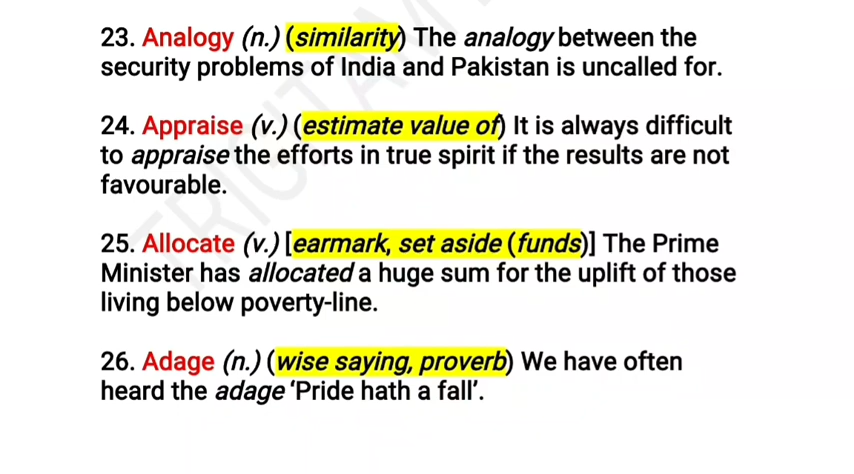 23. Analogy (n.) (similarity) The analogy between the
security problems of India and Pakistan is uncalled for.
24. Appraise (v.) (estimate value of) It is always difficult
to appraise the efforts in true spirit if the results are not
favourable.
25. Allocate (v.) [earmark, set aside (funds)] The Prime
Minister has allocated a huge sum for the uplift of those
living below poverty-line.
26. Adage (n.) (wise saying, proverb) We have often
heard the adage ‘Pride hath a fall’.